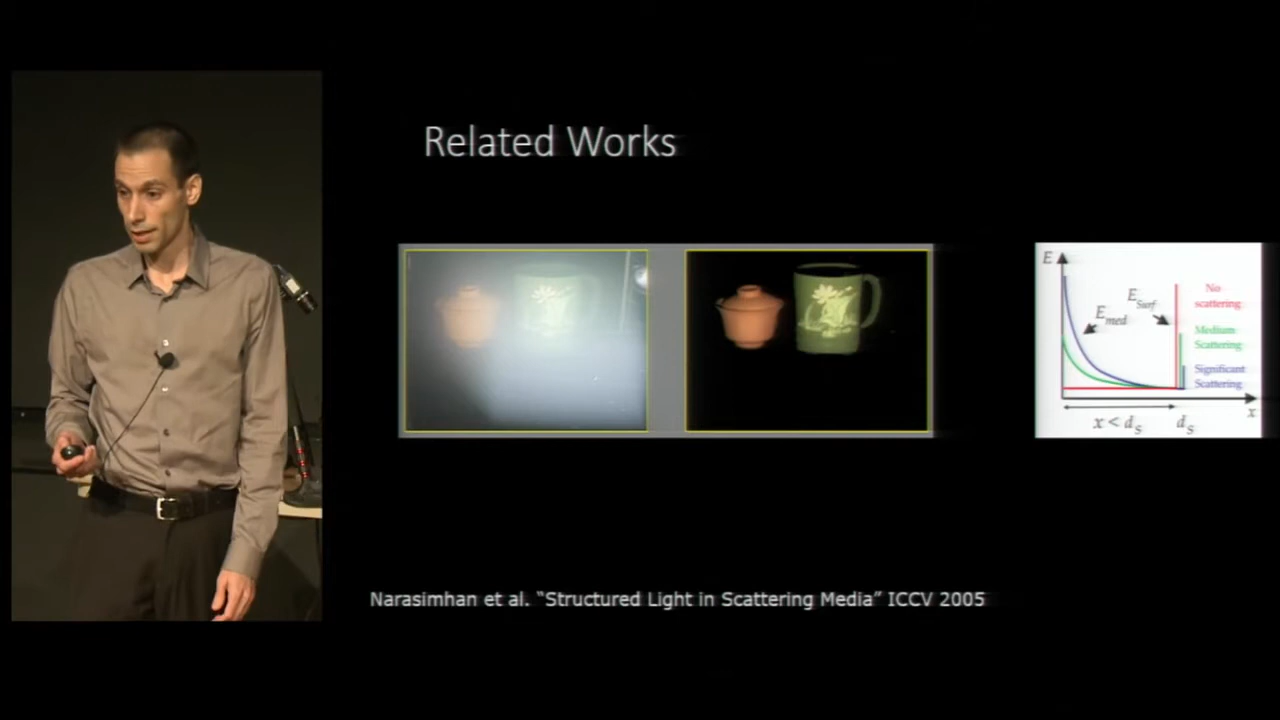 Related Works
E
E_Surf
E_med
No
scattering
Medium
Scattering
Significant
Scattering
x
x < d_S
d_S
Narasimhan et al. “Structured Light in Scattering Media” ICCV 2005